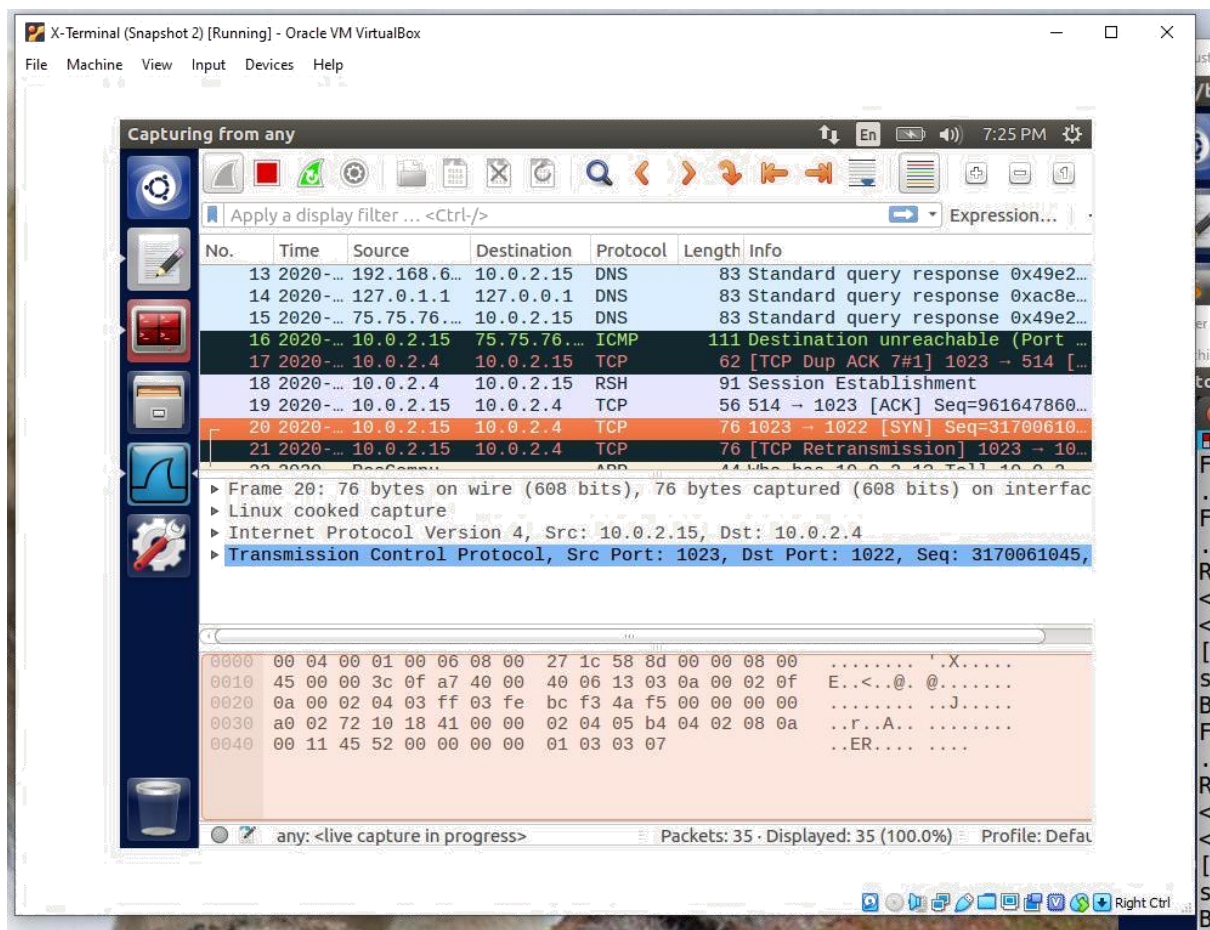 X-Terminal (Snapshot 2) [Running] - Oracle VM VirtualBox
File Machine View Input Devices Help
Capturing from any En 7:25 PM
Apply a display filter … <Ctrl-/> Expression…
No. Time Source Destination Protocol Length Info
13 2020-… 192.168.6… 10.0.2.15 DNS 83 Standard query response 0x49e2…
14 2020-… 127.0.1.1 127.0.0.1 DNS 83 Standard query response 0xac8e…
15 2020-… 75.75.76.… 10.0.2.15 DNS 83 Standard query response 0x49e2…
16 2020-… 10.0.2.15 75.75.76.… ICMP 111 Destination unreachable (Port …
17 2020-… 10.0.2.4 10.0.2.15 TCP 62 [TCP Dup ACK 7#1] 1023 → 514 […
18 2020-… 10.0.2.4 10.0.2.15 RSH 91 Session Establishment
19 2020-… 10.0.2.15 10.0.2.4 TCP 56 514 → 1023 [ACK] Seq=961647860…
20 2020-… 10.0.2.15 10.0.2.4 TCP 76 1023 → 1022 [SYN] Seq=31700610…
21 2020-… 10.0.2.15 10.0.2.4 TCP 76 [TCP Retransmission] 1023 → 10…
Frame 20: 76 bytes on wire (608 bits), 76 bytes captured (608 bits) on interfac
Linux cooked capture
Internet Protocol Version 4, Src: 10.0.2.15, Dst: 10.0.2.4
Transmission Control Protocol, Src Port: 1023, Dst Port: 1022, Seq: 3170061045,
0000 00 04 00 01 00 06 08 00 27 1c 58 8d 00 00 08 00 ........ '.X.....
0010 45 00 00 3c 0f a7 40 00 40 06 13 03 0a 00 02 0f E..<..@. @.......
0020 0a 00 02 04 03 ff 03 fe bc f3 4a f5 00 00 00 00 ........ ..J.....
0030 a0 02 72 10 18 41 00 00 02 04 05 b4 04 02 08 0a ..r..A.. ........
0040 00 11 45 52 00 00 00 00 01 03 03 07 ..ER.... ....
any: <live capture in progress> Packets: 35 · Displayed: 35 (100.0%) Profile: Defau
Right Ctrl